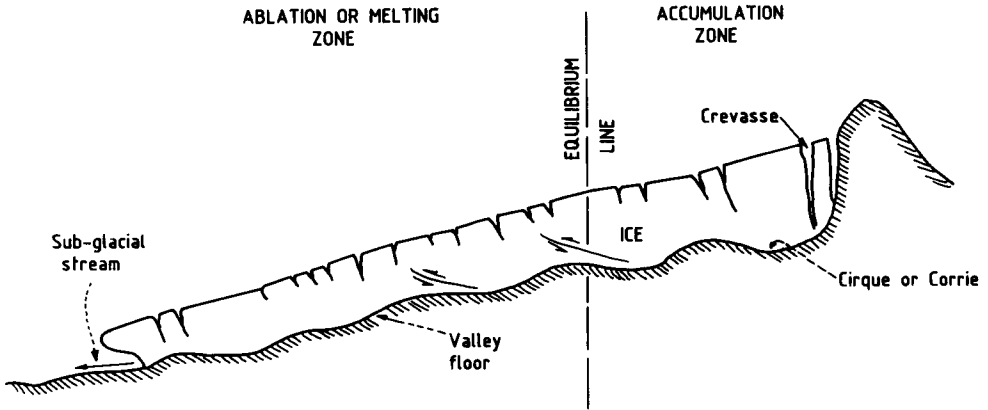 ABLATION OR MELTING
ZONE
ACCUMULATION
ZONE
EQUILIBRIUM
LINE
Crevasse
ICE
Sub-glacial
stream
Cirque or Corrie
Valley
floor